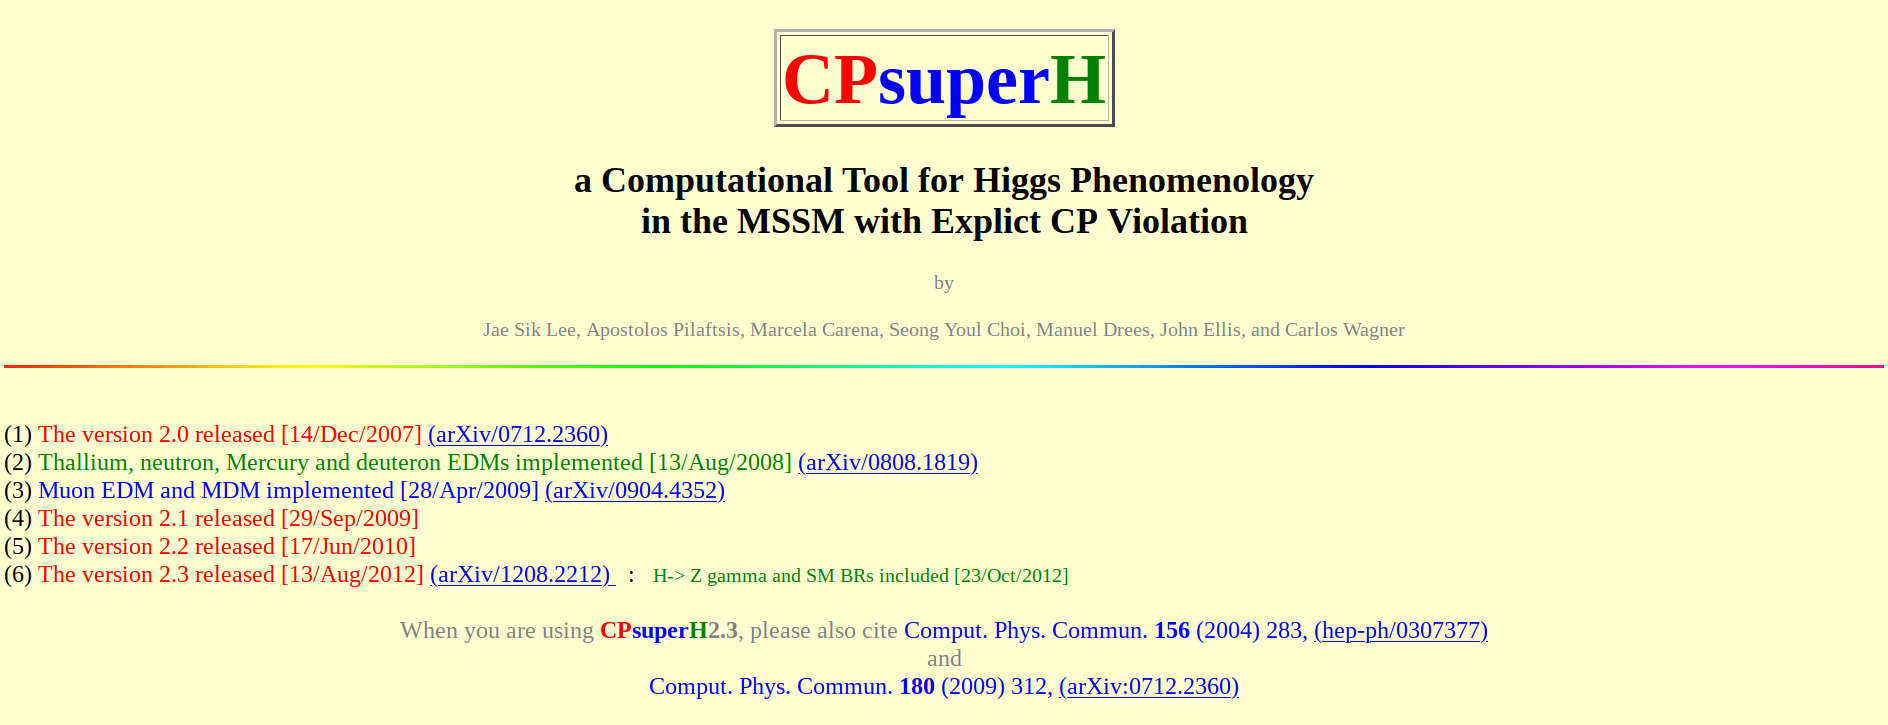 CPsuperH
a Computational Tool for Higgs Phenomenology
in the MSSM with Explict CP Violation
by
Jae Sik Lee, Apostolos Pilaftsis, Marcela Carena, Seong Youl Choi, Manuel Drees, John Ellis, and Carlos Wagner
(1) The version 2.0 released [14/Dec/2007] (arXiv/0712.2360)
(2) Thallium, neutron, Mercury and deuteron EDMs implemented [13/Aug/2008] (arXiv/0808.1819)
(3) Muon EDM and MDM implemented [28/Apr/2009] (arXiv/0904.4352)
(4) The version 2.1 released [29/Sep/2009]
(5) The version 2.2 released [17/Jun/2010]
(6) The version 2.3 released [13/Aug/2012] (arXiv/1208.2212) : H-> Z gamma and SM BRs included [23/Oct/2012]
When you are using CPsuperH2.3, please also cite Comput. Phys. Commun. 156 (2004) 283, (hep-ph/0307377)
and
Comput. Phys. Commun. 180 (2009) 312, (arXiv:0712.2360)